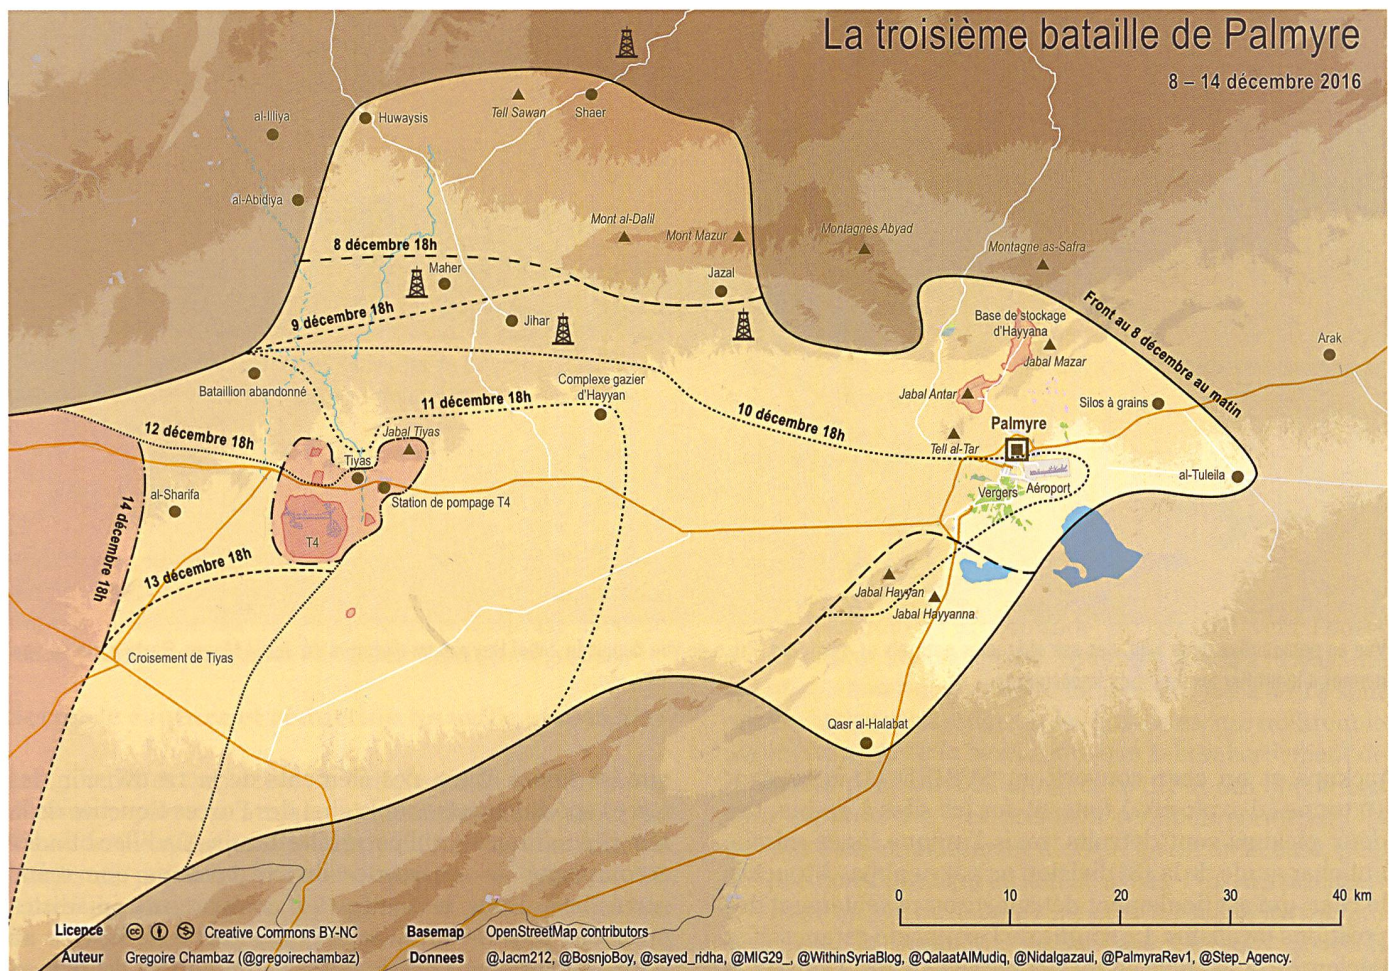 La troisième bataille de Palmyre
8 – 14 décembre 2016
al-Illiya
Huwaysis
Tell Sawan
Shaer
al-Abidiya
Mont al-Dalil
Mont Mazur
Montagnes Abyad
Montagne as-Safra
8 décembre 18h
Maher
Jazal
9 décembre 18h
Jihar
Base de stockage
d'Hayyana
Front au 8 décembre au matin
Arak
Jabal Mazar
Bataillion abandonné
Complexe gazier
d'Hayyan
11 décembre 18h
10 décembre 18h
Jabal Antar
Silos à grains
12 décembre 18h
Jabal Tiyas
Palmyre
Tell al-Tar
Tiyas
al-Tuleila
al-Sharifa
Station de pompage T4
Vergers
Aéroport
14 décembre 18h
T4
13 décembre 18h
Jabal Hayyan
Jabal Hayyanna
Croisement de Tiyas
Qasr al-Halabat
0 10 20 30 40 km
Licence Creative Commons BY-NC Basemap OpenStreetMap contributors
Auteur Gregoire Chambaz (@gregoirechambaz) Donnees @Jacm212, @BosnjoBoy, @sayed_ridha, @MIG29_, @WithinSyriaBlog, @QalaatAlMudiq, @Nidalgazaui, @PalmyraRev1, @Step_Agency.